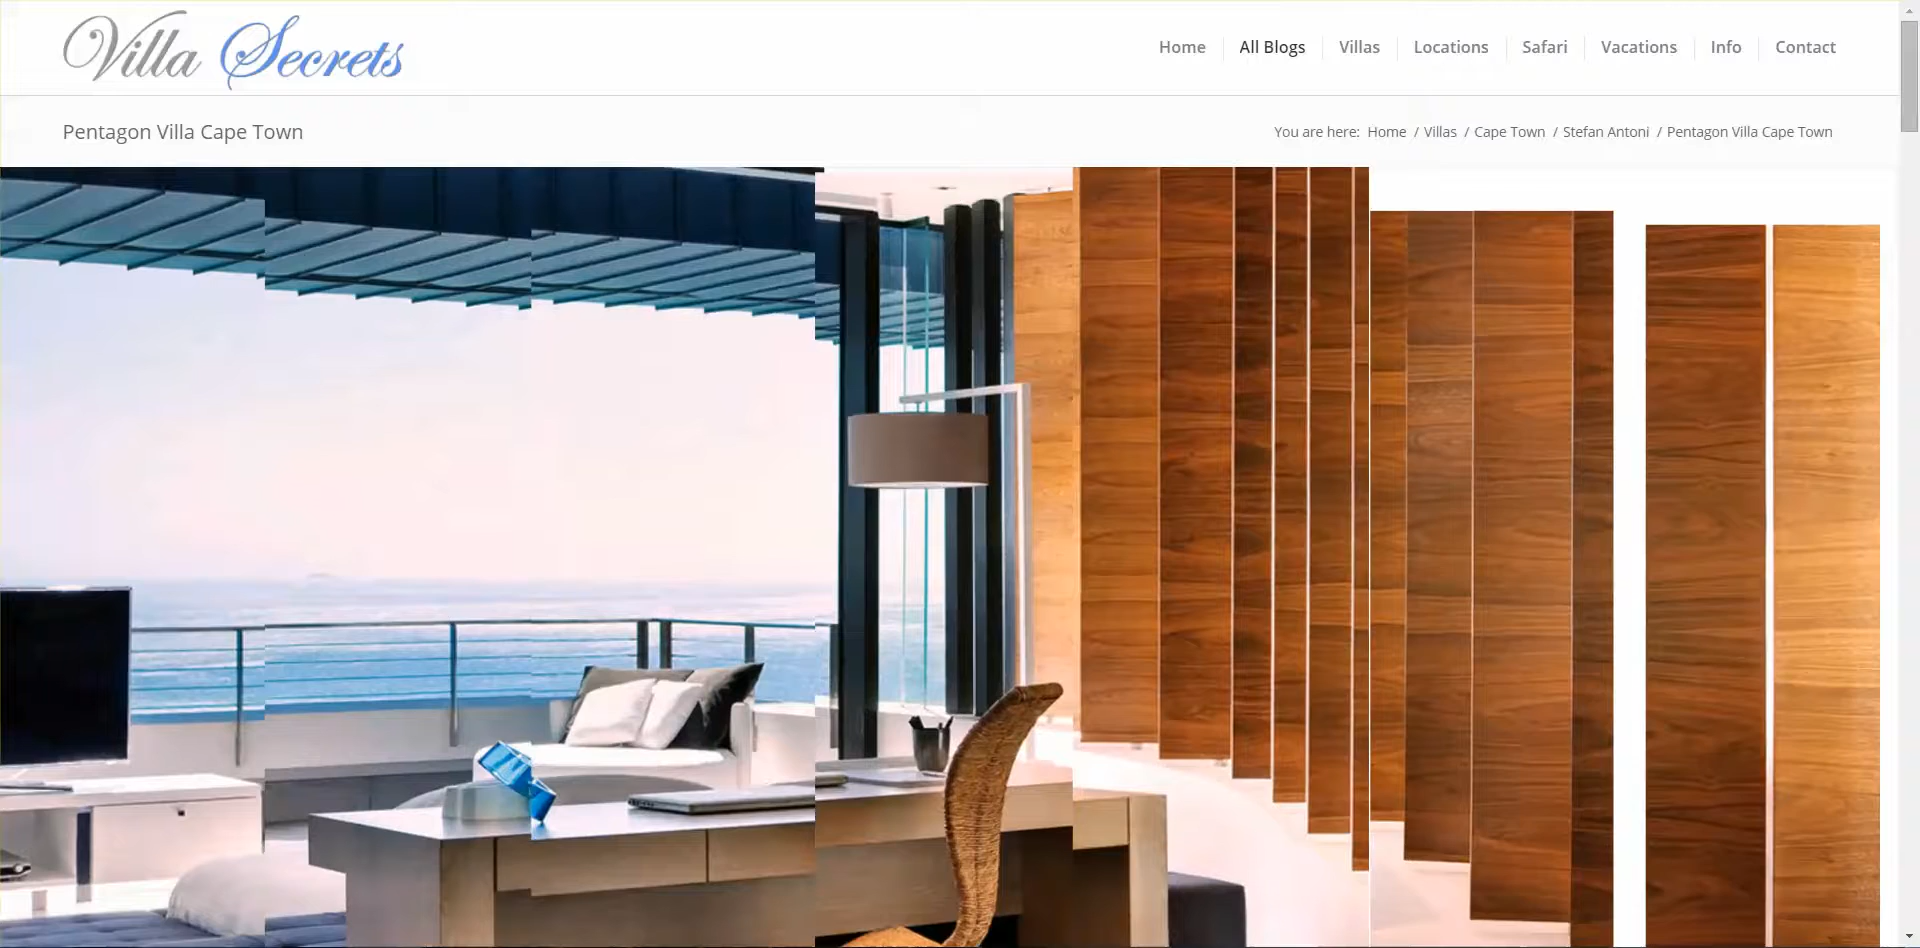 Villa Secrets
Home
All Blogs
Villas
Locations
Safari
Vacations
Info
Contact
Pentagon Villa Cape Town
You are here: Home / Villas / Cape Town / Stefan Antoni / Pentagon Villa Cape Town